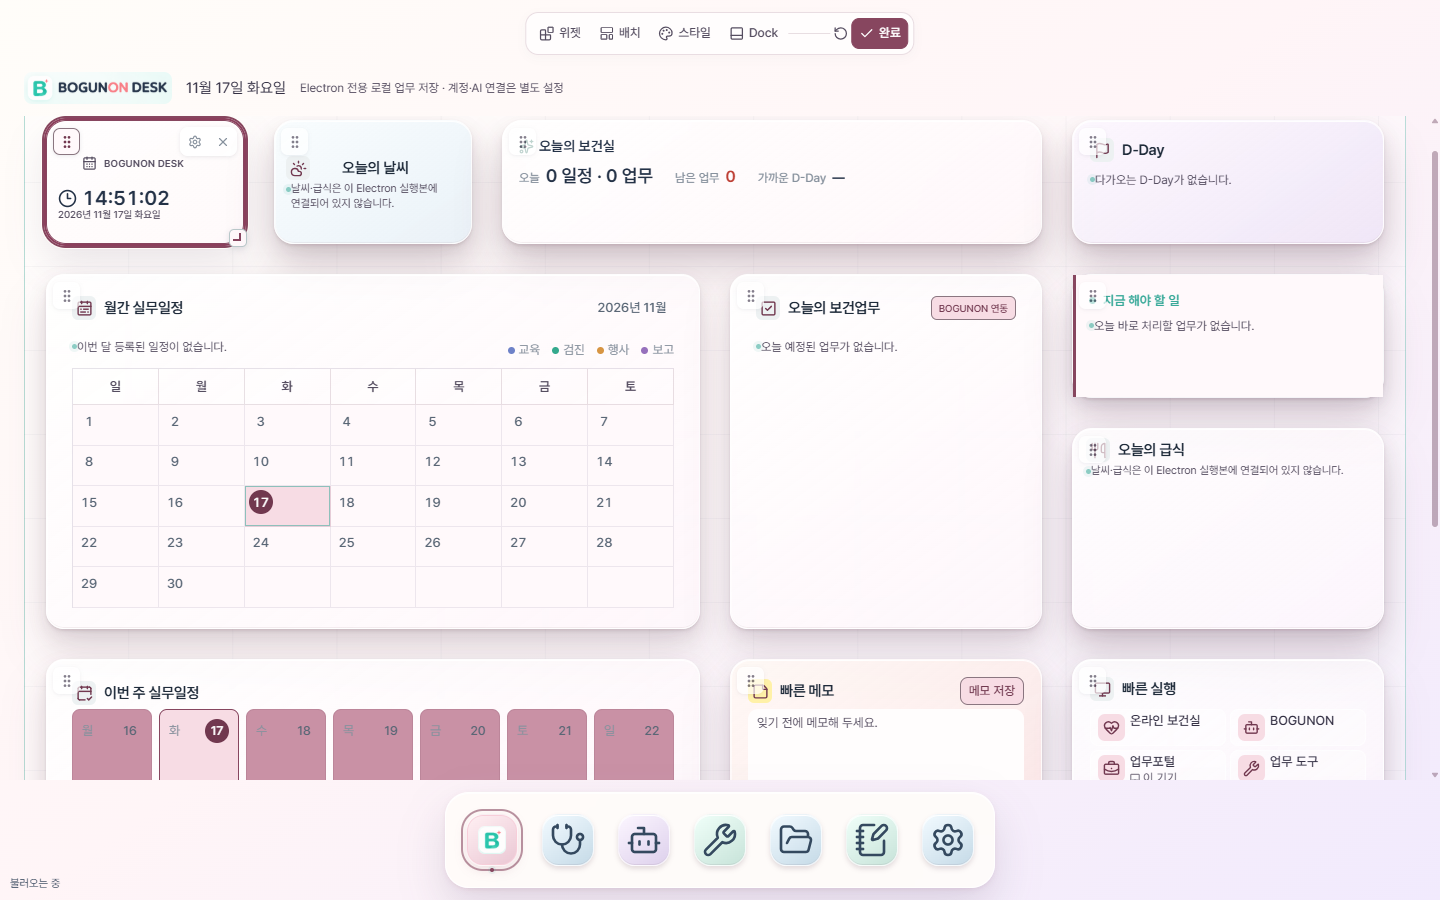 위젯
배치
스타일
Dock
완료
BOGUNON DESK
11월 17일 화요일
Electron 전용 로컬 업무 저장 · 계정·AI 연결은 별도 설정
BOGUNON DESK
14:51:02
2026년 11월 17일 화요일
오늘의 날씨
날씨·급식은 이 Electron 실행본에
연결되어 있지 않습니다.
오늘의 보건실
오늘 0 일정 · 0 업무 남은 업무 0 가까운 D-Day —
D-Day
다가오는 D-Day가 없습니다.
월간 실무일정
2026년 11월
이번 달 등록된 일정이 없습니다.
교육 검진 행사 보고
일 월 화 수 목 금 토
1 2 3 4 5 6 7
8 9 10 11 12 13 14
15 16 17 18 19 20 21
22 23 24 25 26 27 28
29 30
오늘의 보건업무
BOGUNON 연동
오늘 예정된 업무가 없습니다.
지금 해야 할 일
오늘 바로 처리할 업무가 없습니다.
오늘의 급식
날씨·급식은 이 Electron 실행본에 연결되어 있지 않습니다.
이번 주 실무일정
월 16 화 17 수 18 목 19 금 20 토 21 일 22
빠른 메모
메모 저장
잊기 전에 메모해 두세요.
빠른 실행
온라인 보건실
BOGUNON
업무포털
이 기기
업무 도구
B
불러오는 중